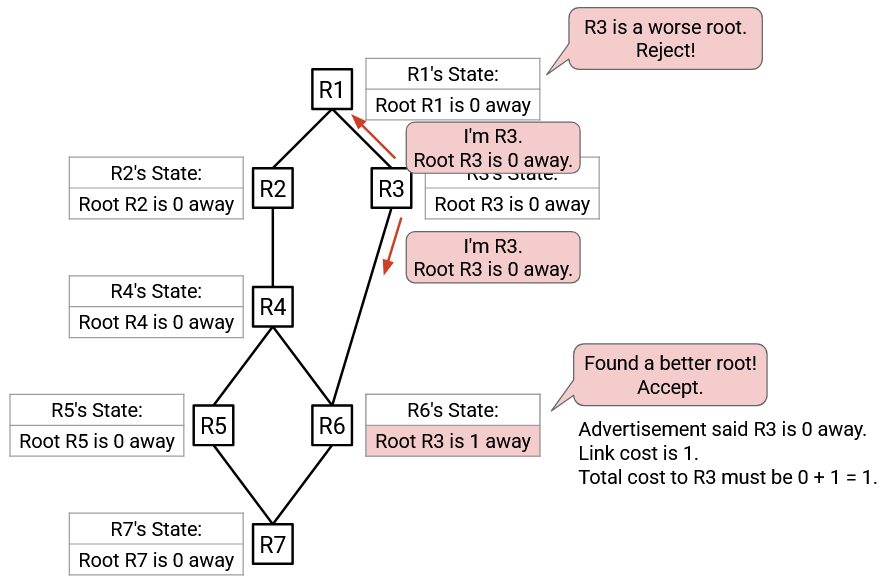 R3 is a worse root.
Reject!
R1
R1's State:
Root R1 is 0 away
I'm R3.
Root R3 is 0 away.
R2's State:
Root R2 is 0 away
R2
R3
R3's State:
Root R3 is 0 away
I'm R3.
Root R3 is 0 away.
R4's State:
Root R4 is 0 away
R4
Found a better root!
Accept.
R5's State:
Root R5 is 0 away
R5
R6
R6's State:
Root R3 is 1 away
Advertisement said R3 is 0 away.
Link cost is 1.
Total cost to R3 must be 0 + 1 = 1.
R7's State:
Root R7 is 0 away
R7